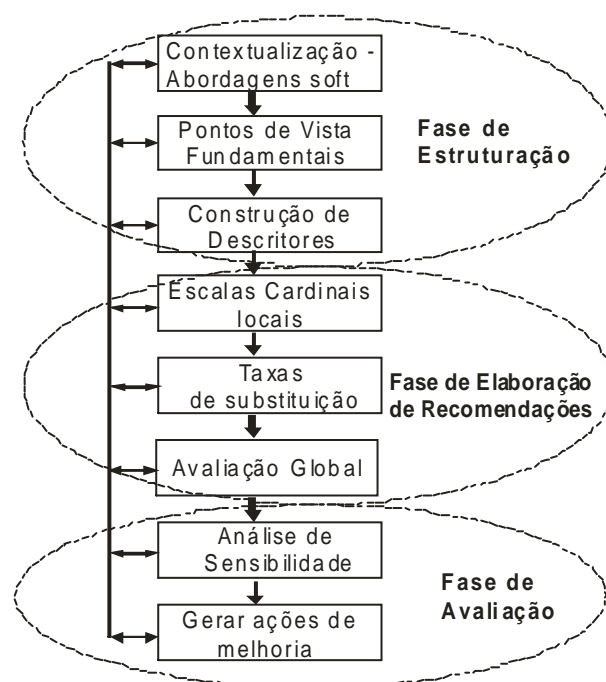 Contextualização -
Abordagens soft
Pontos de Vista
Fundamentais
Fase de
Estruturação
Construção de
Descritores
Escalas Cardinais
locais
Taxas
de substituição
Fase de Elaboração
de Recomendações
Avaliação Global
Análise de
Sensibilidade
Fase de
Avaliação
Gerar ações de
melhoria